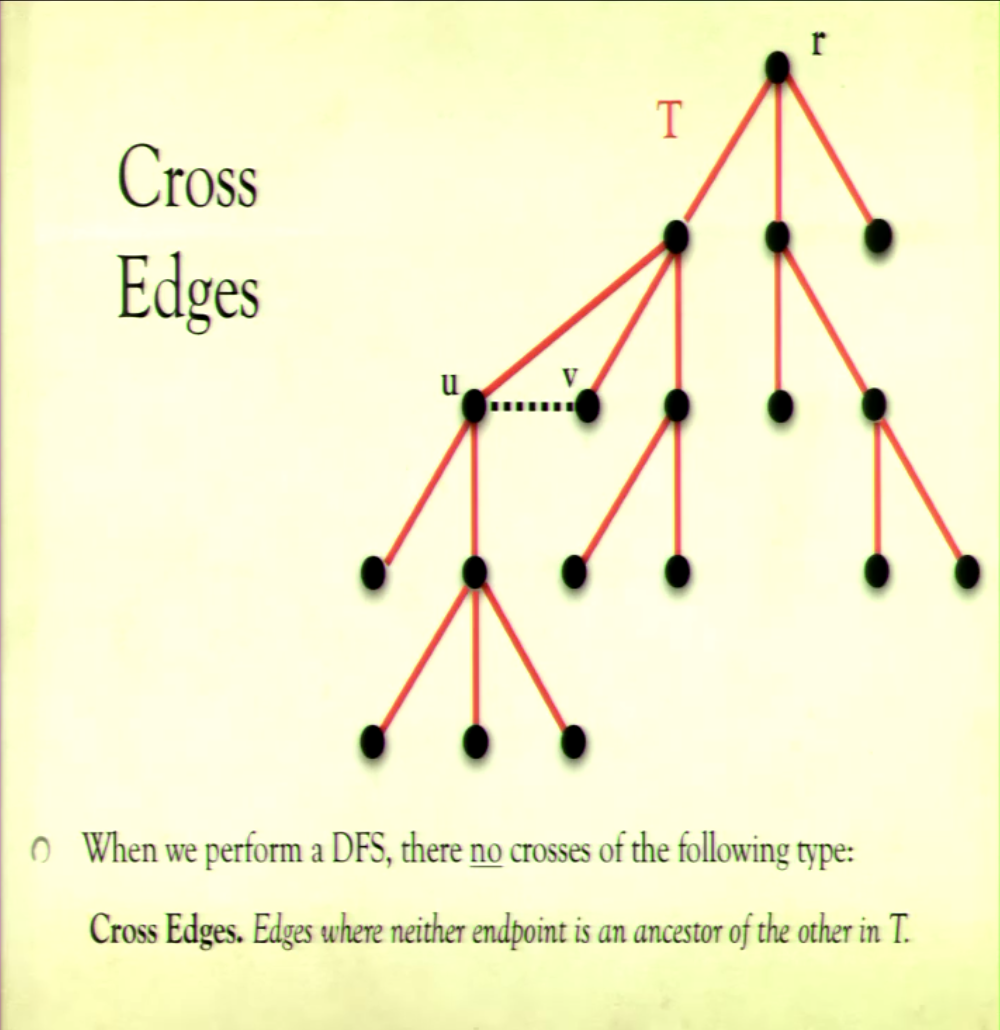 r
T
Cross
Edges
u
v
When we perform a DFS, there no crosses of the following type:
Cross Edges. Edges where neither endpoint is an ancestor of the other in T.